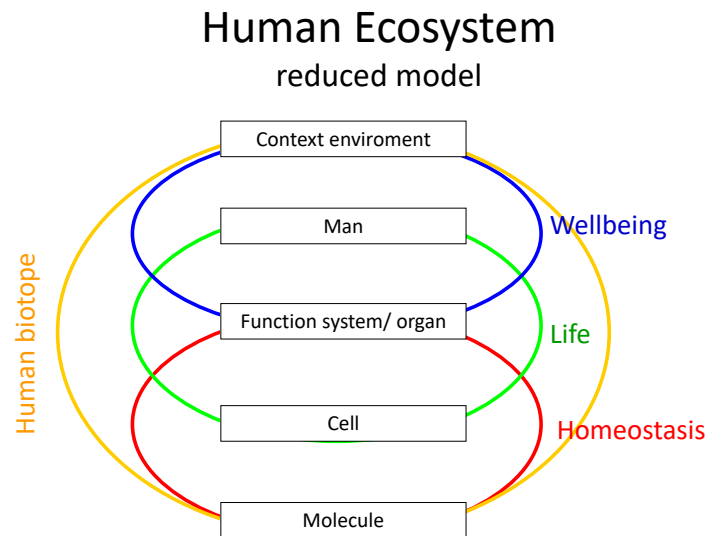 Human Ecosystem
reduced model
Context enviroment
Man
Wellbeing
Human biotope
Function system/ organ
Life
Cell
Homeostasis
Molecule